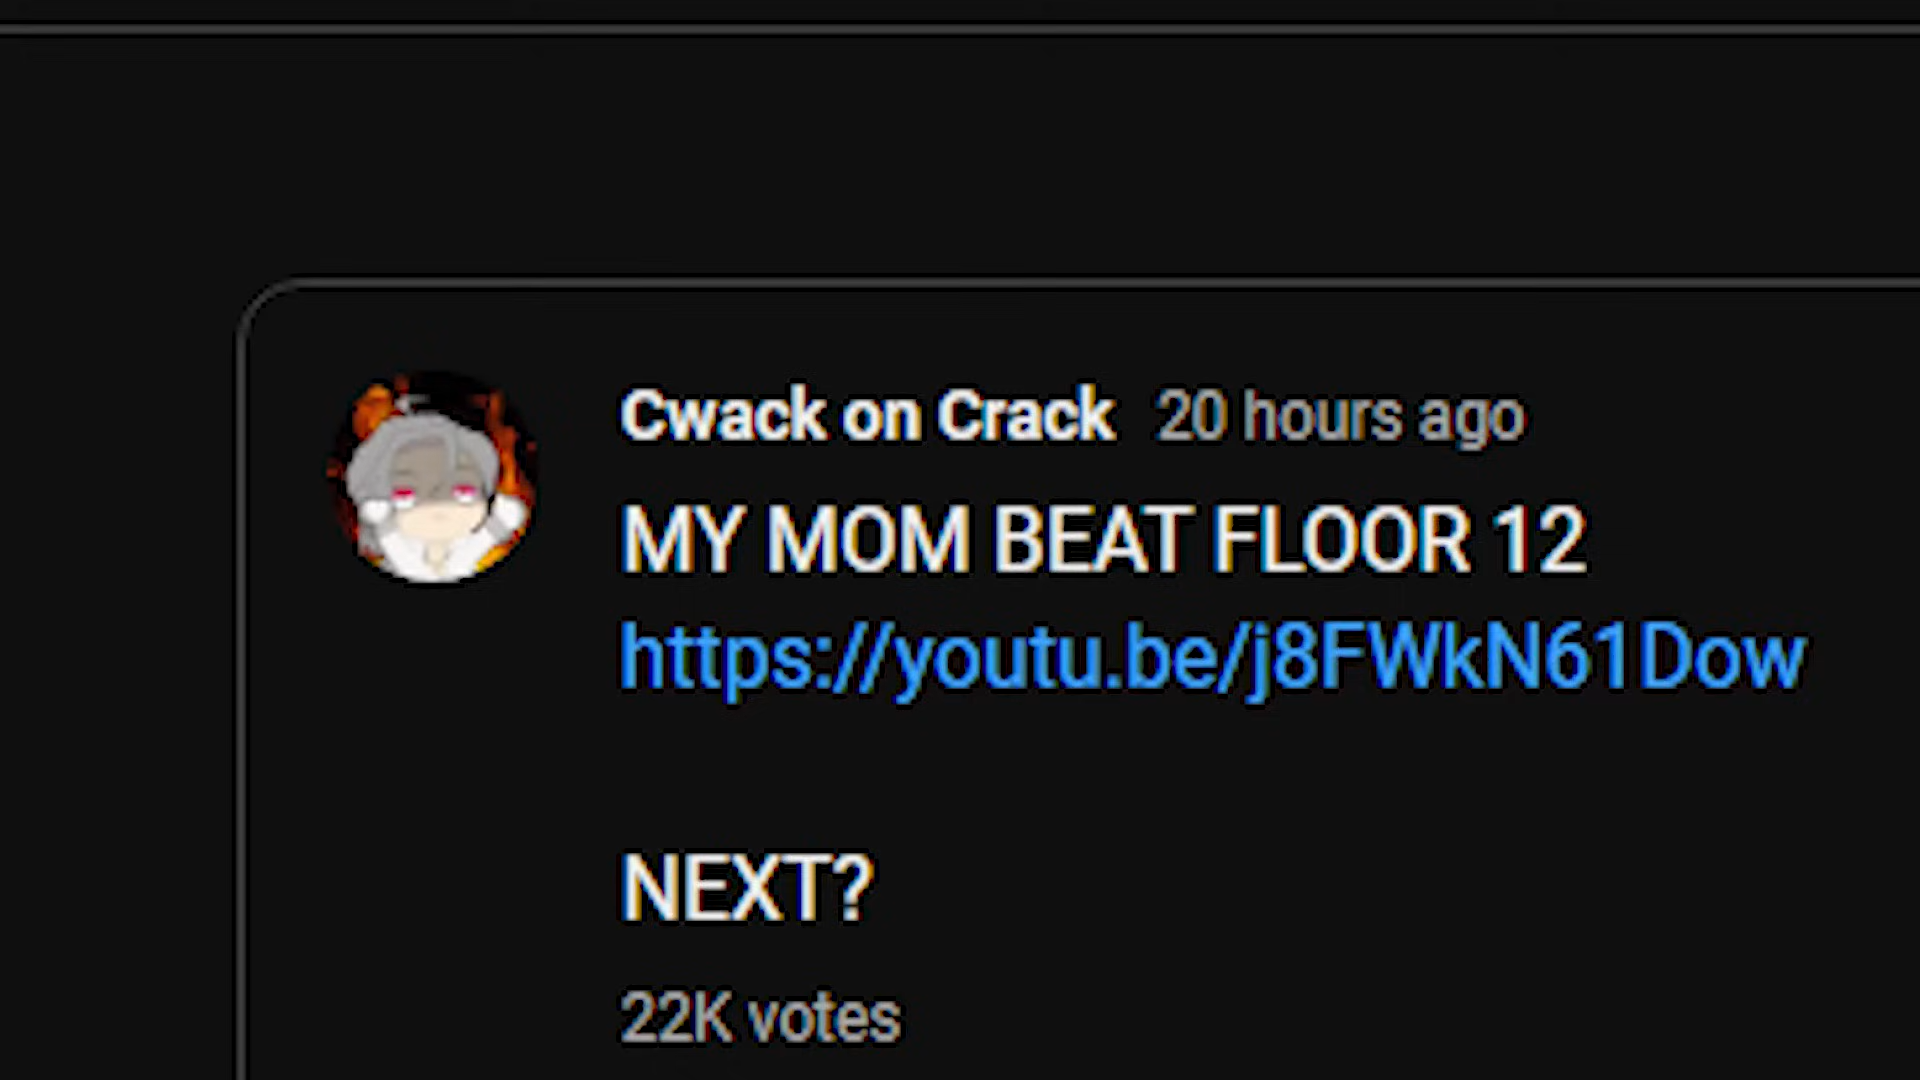 Cwack on Crack 20 hours ago
MY MOM BEAT FLOOR 12
https://youtu.be/j8FWkN61Dow
NEXT?
22K votes